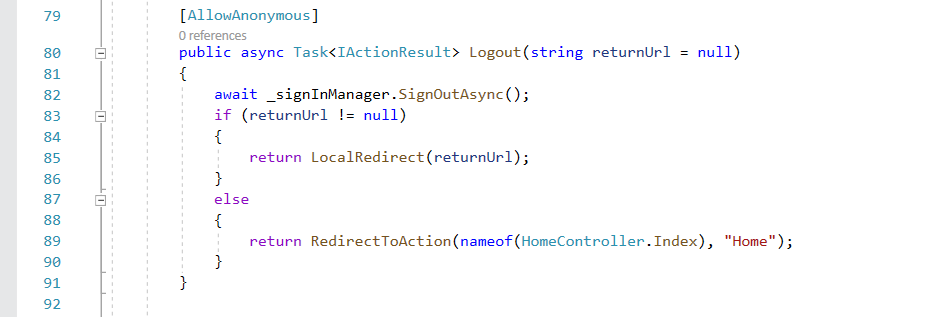 79 [AllowAnonymous]
0 references
80 public async Task<IActionResult> Logout(string returnUrl = null)
81 {
82 await _signInManager.SignOutAsync();
83 if (returnUrl != null)
84 {
85 return LocalRedirect(returnUrl);
86 }
87 else
88 {
89 return RedirectToAction(nameof(HomeController.Index), "Home");
90 }
91 }
92